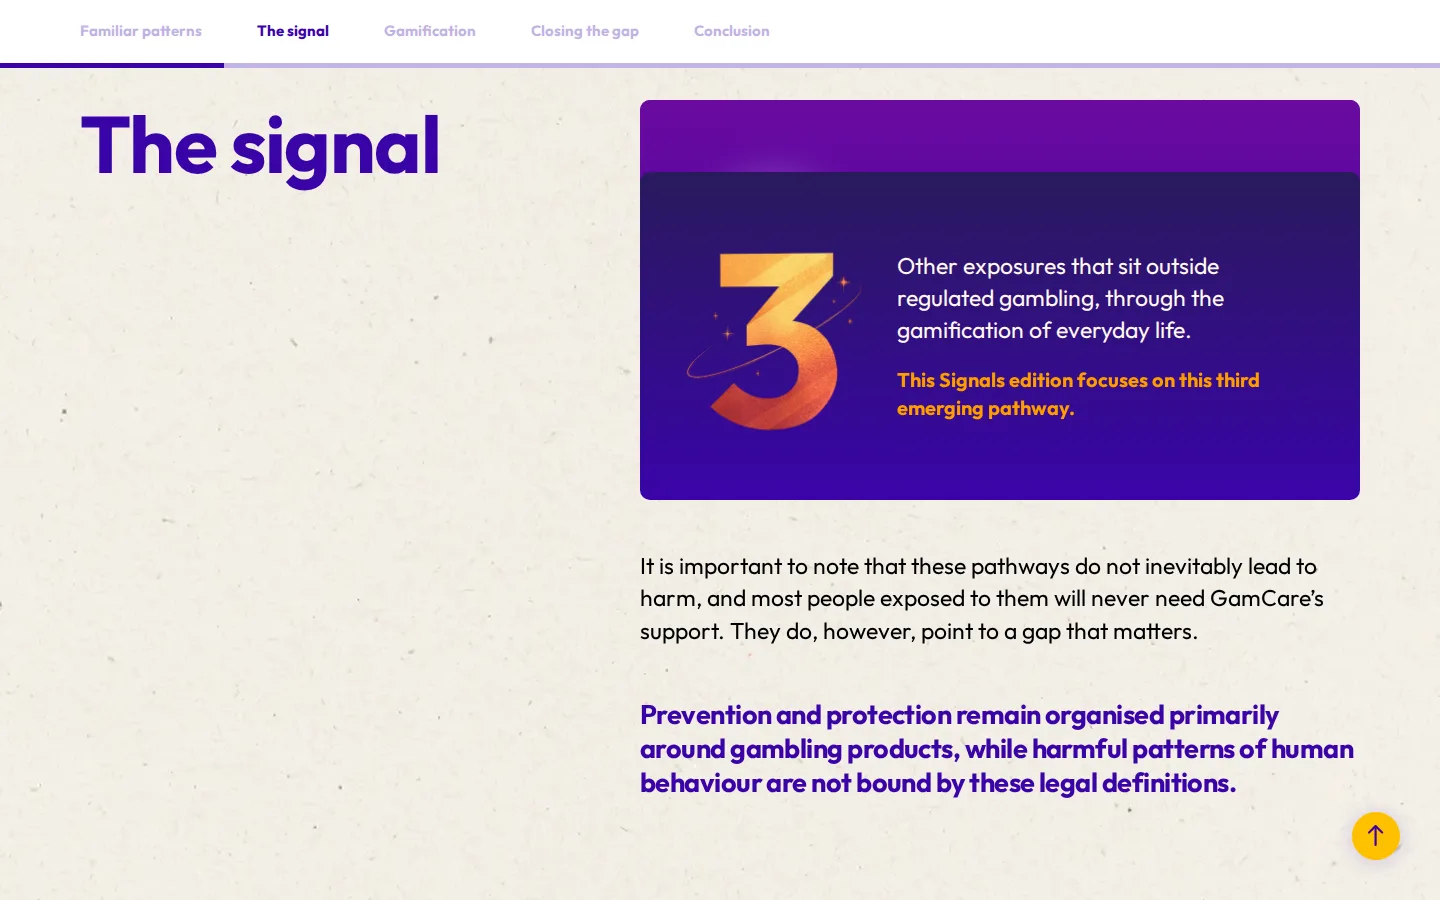 Familiar patterns
The signal
Gamification
Closing the gap
Conclusion
The signal
3
Other exposures that sit outside
regulated gambling, through the
gamification of everyday life.
This Signals edition focuses on this third
emerging pathway.
It is important to note that these pathways do not inevitably lead to
harm, and most people exposed to them will never need GamCare’s
support. They do, however, point to a gap that matters.
Prevention and protection remain organised primarily
around gambling products, while harmful patterns of human
behaviour are not bound by these legal definitions.